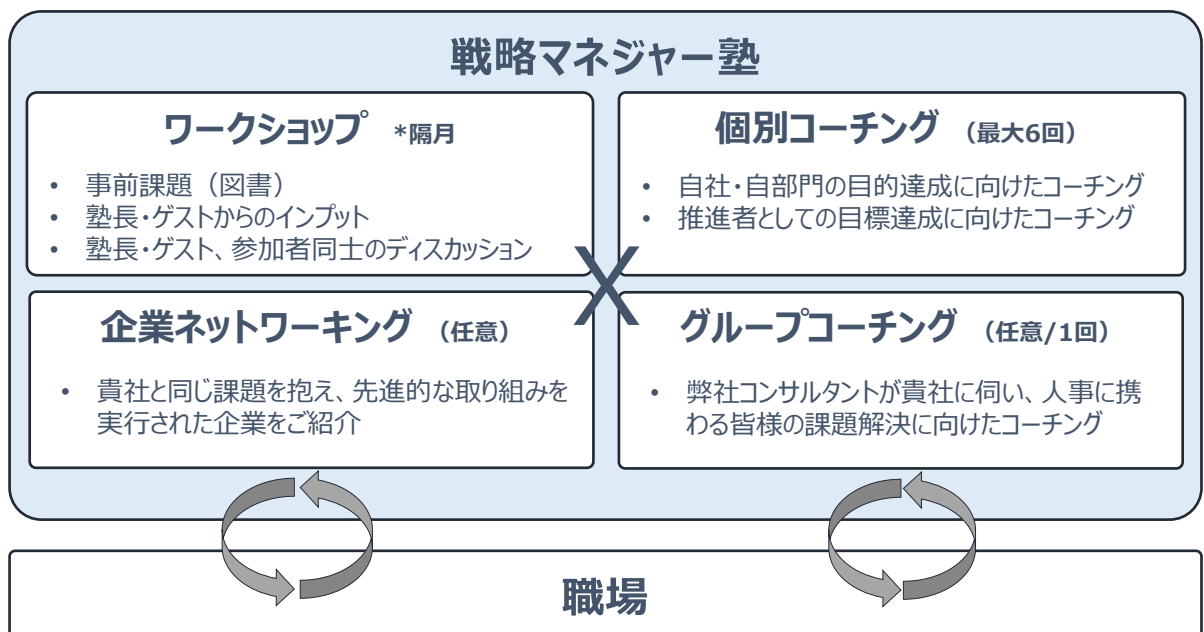 戦略マネジャー塾
ワークショップ *隔月
• 事前課題（図書）
• 塾長・ゲストからのインプット
• 塾長・ゲスト、参加者同士のディスカッション
個別コーチング （最大6回）
• 自社・自部門の目的達成に向けたコーチング
• 推進者としての目標達成に向けたコーチング
X
企業ネットワーキング （任意）
• 貴社と同じ課題を抱え、先進的な取り組みを
実行された企業をご紹介
グループコーチング （任意/1回）
• 弊社コンサルタントが貴社に伺い、人事に携
わる皆様の課題解決に向けたコーチング
職場